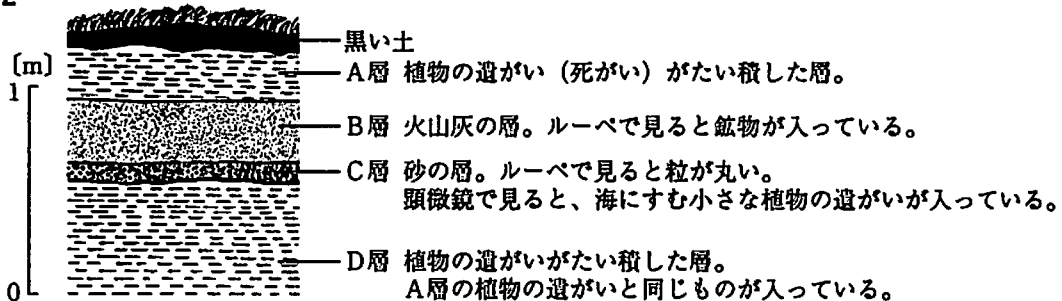 2
黒い土
〔m〕
A層 植物の遺がい（死がい）がたい積した層。
1
B層 火山灰の層。ルーペで見ると鉱物が入っている。
C層 砂の層。ルーペで見ると粒が丸い。
顕微鏡で見ると、海にすむ小さな植物の遺がいが入っている。
D層 植物の遺がいがたい積した層。
A層の植物の遺がいと同じものが入っている。
0